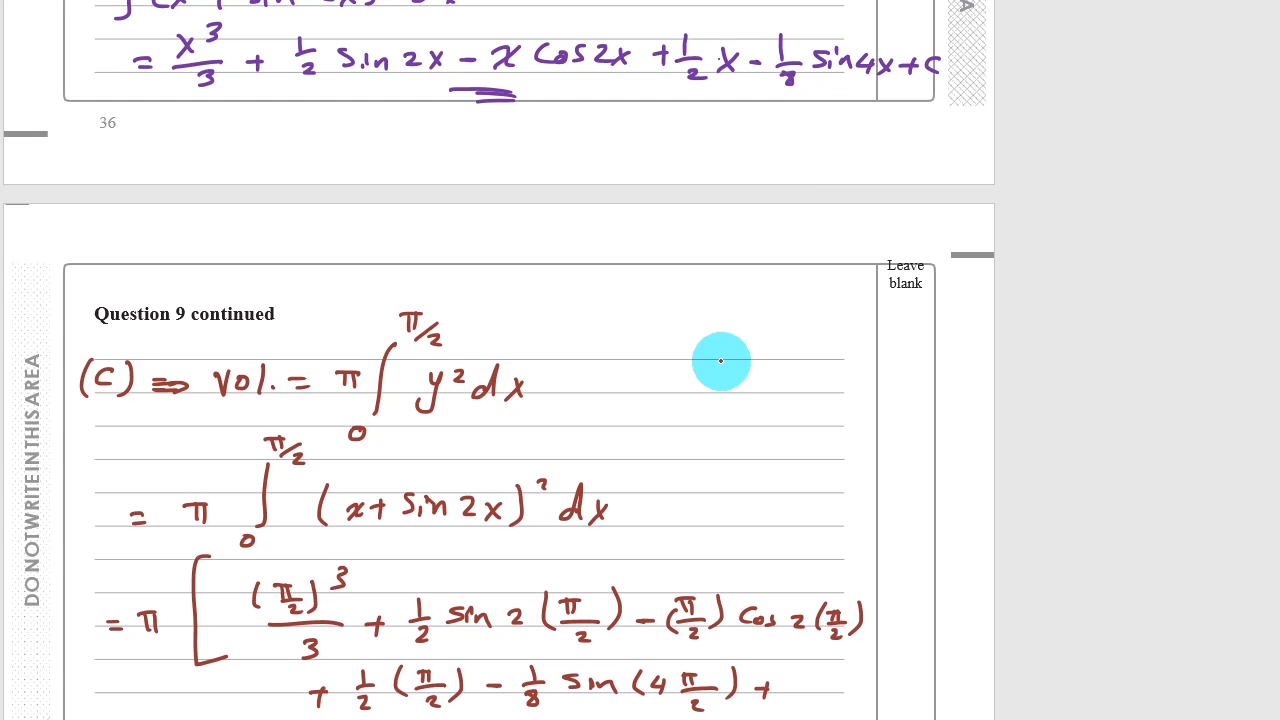 = x³/3 + 1/2 sin 2x - x cos 2x + 1/2 x - 1/8 sin 4x + c
36
A
Leave
blank
Question 9 continued
(C) ⇒ Vol. = π ∫₀^{π/2} y² dx
= π ∫₀^{π/2} (x + sin 2x)² dx
= π [ (π/2)³/3 + 1/2 sin 2(π/2) - (π/2) cos 2(π/2)
+ 1/2 (π/2) - 1/8 sin (4 π/2) +
DO NOT WRITE IN THIS AREA